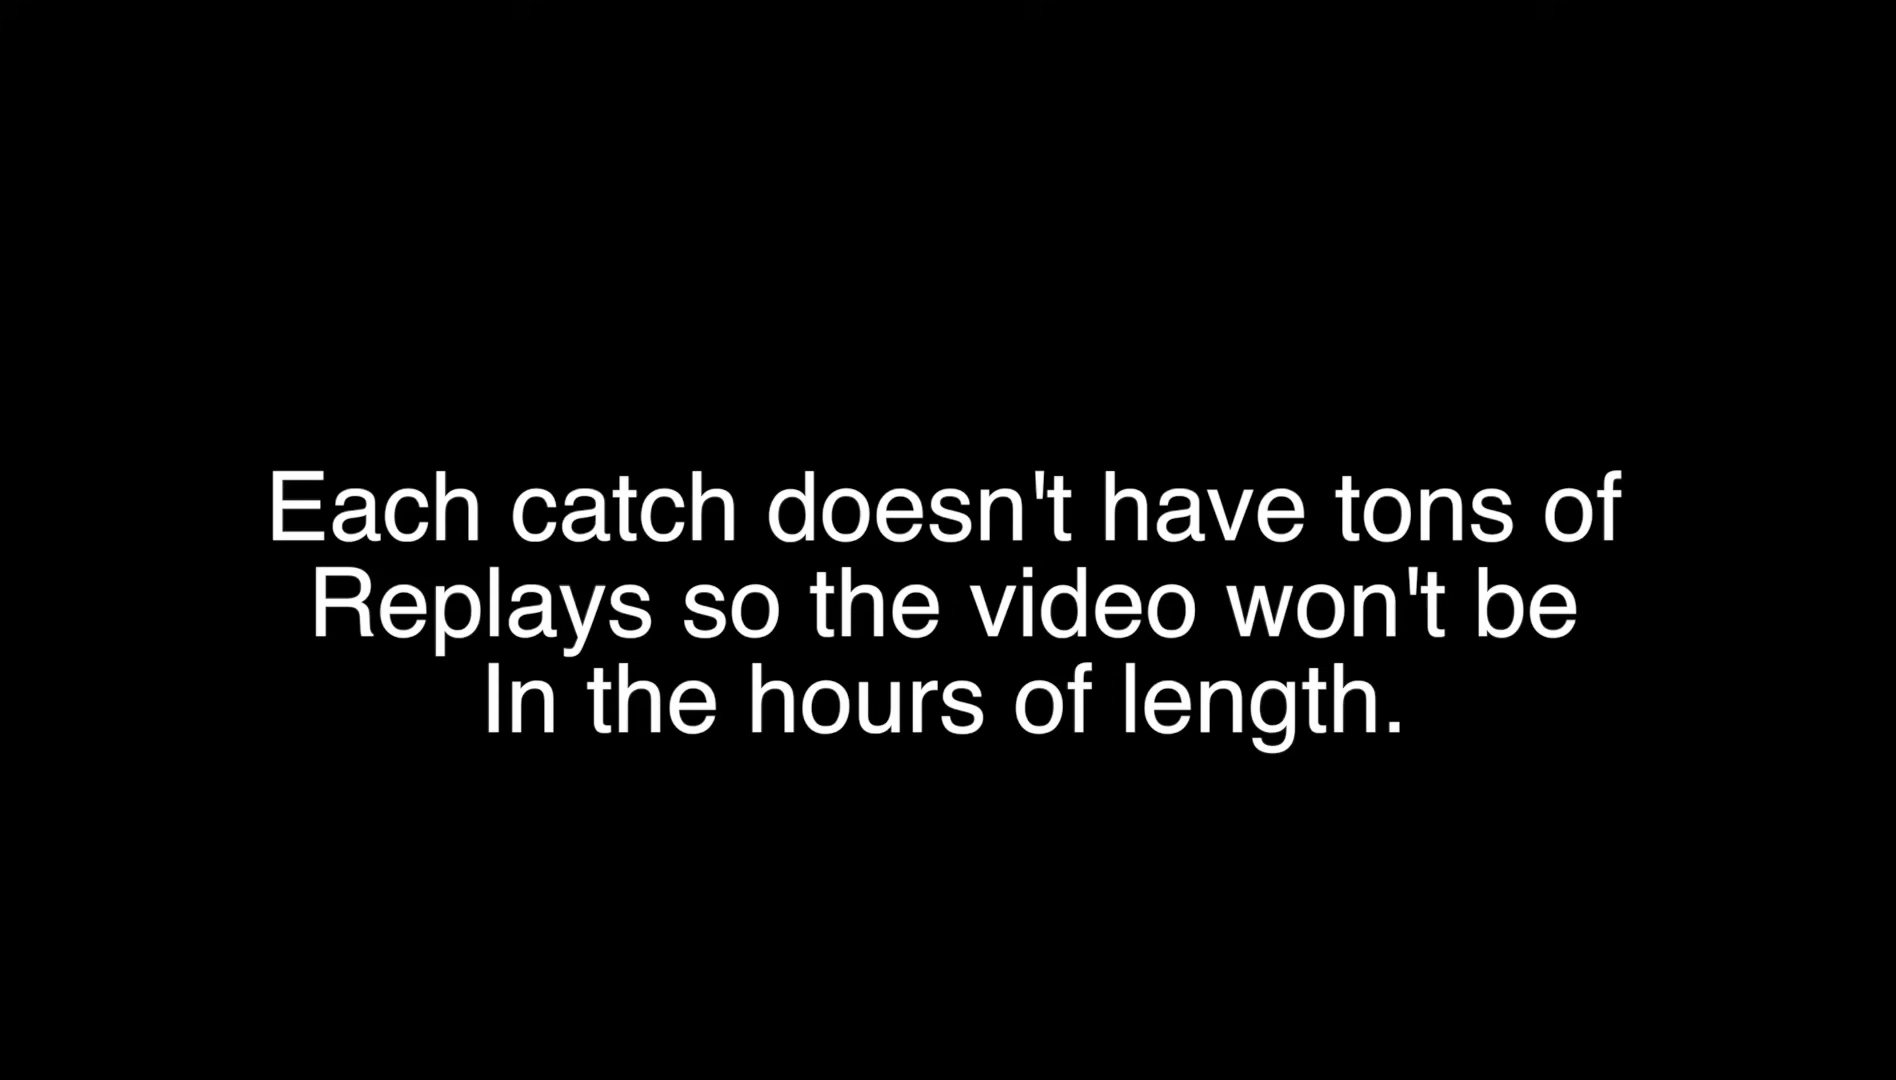 Each catch doesn't have tons of
Replays so the video won't be
In the hours of length.